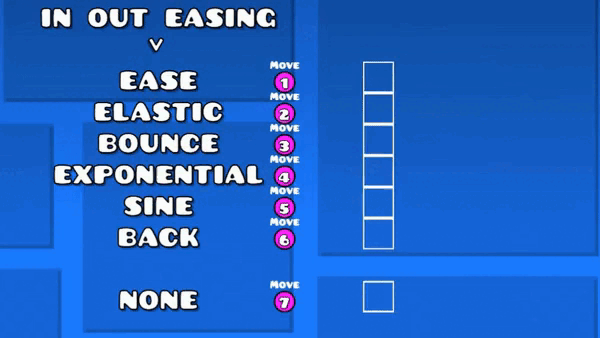 IN OUT EASING
v
EASE MOVE 1
ELASTIC MOVE 2
BOUNCE MOVE 3
EXPONENTIAL MOVE 4
SINE MOVE 5
BACK MOVE 6
NONE MOVE 7